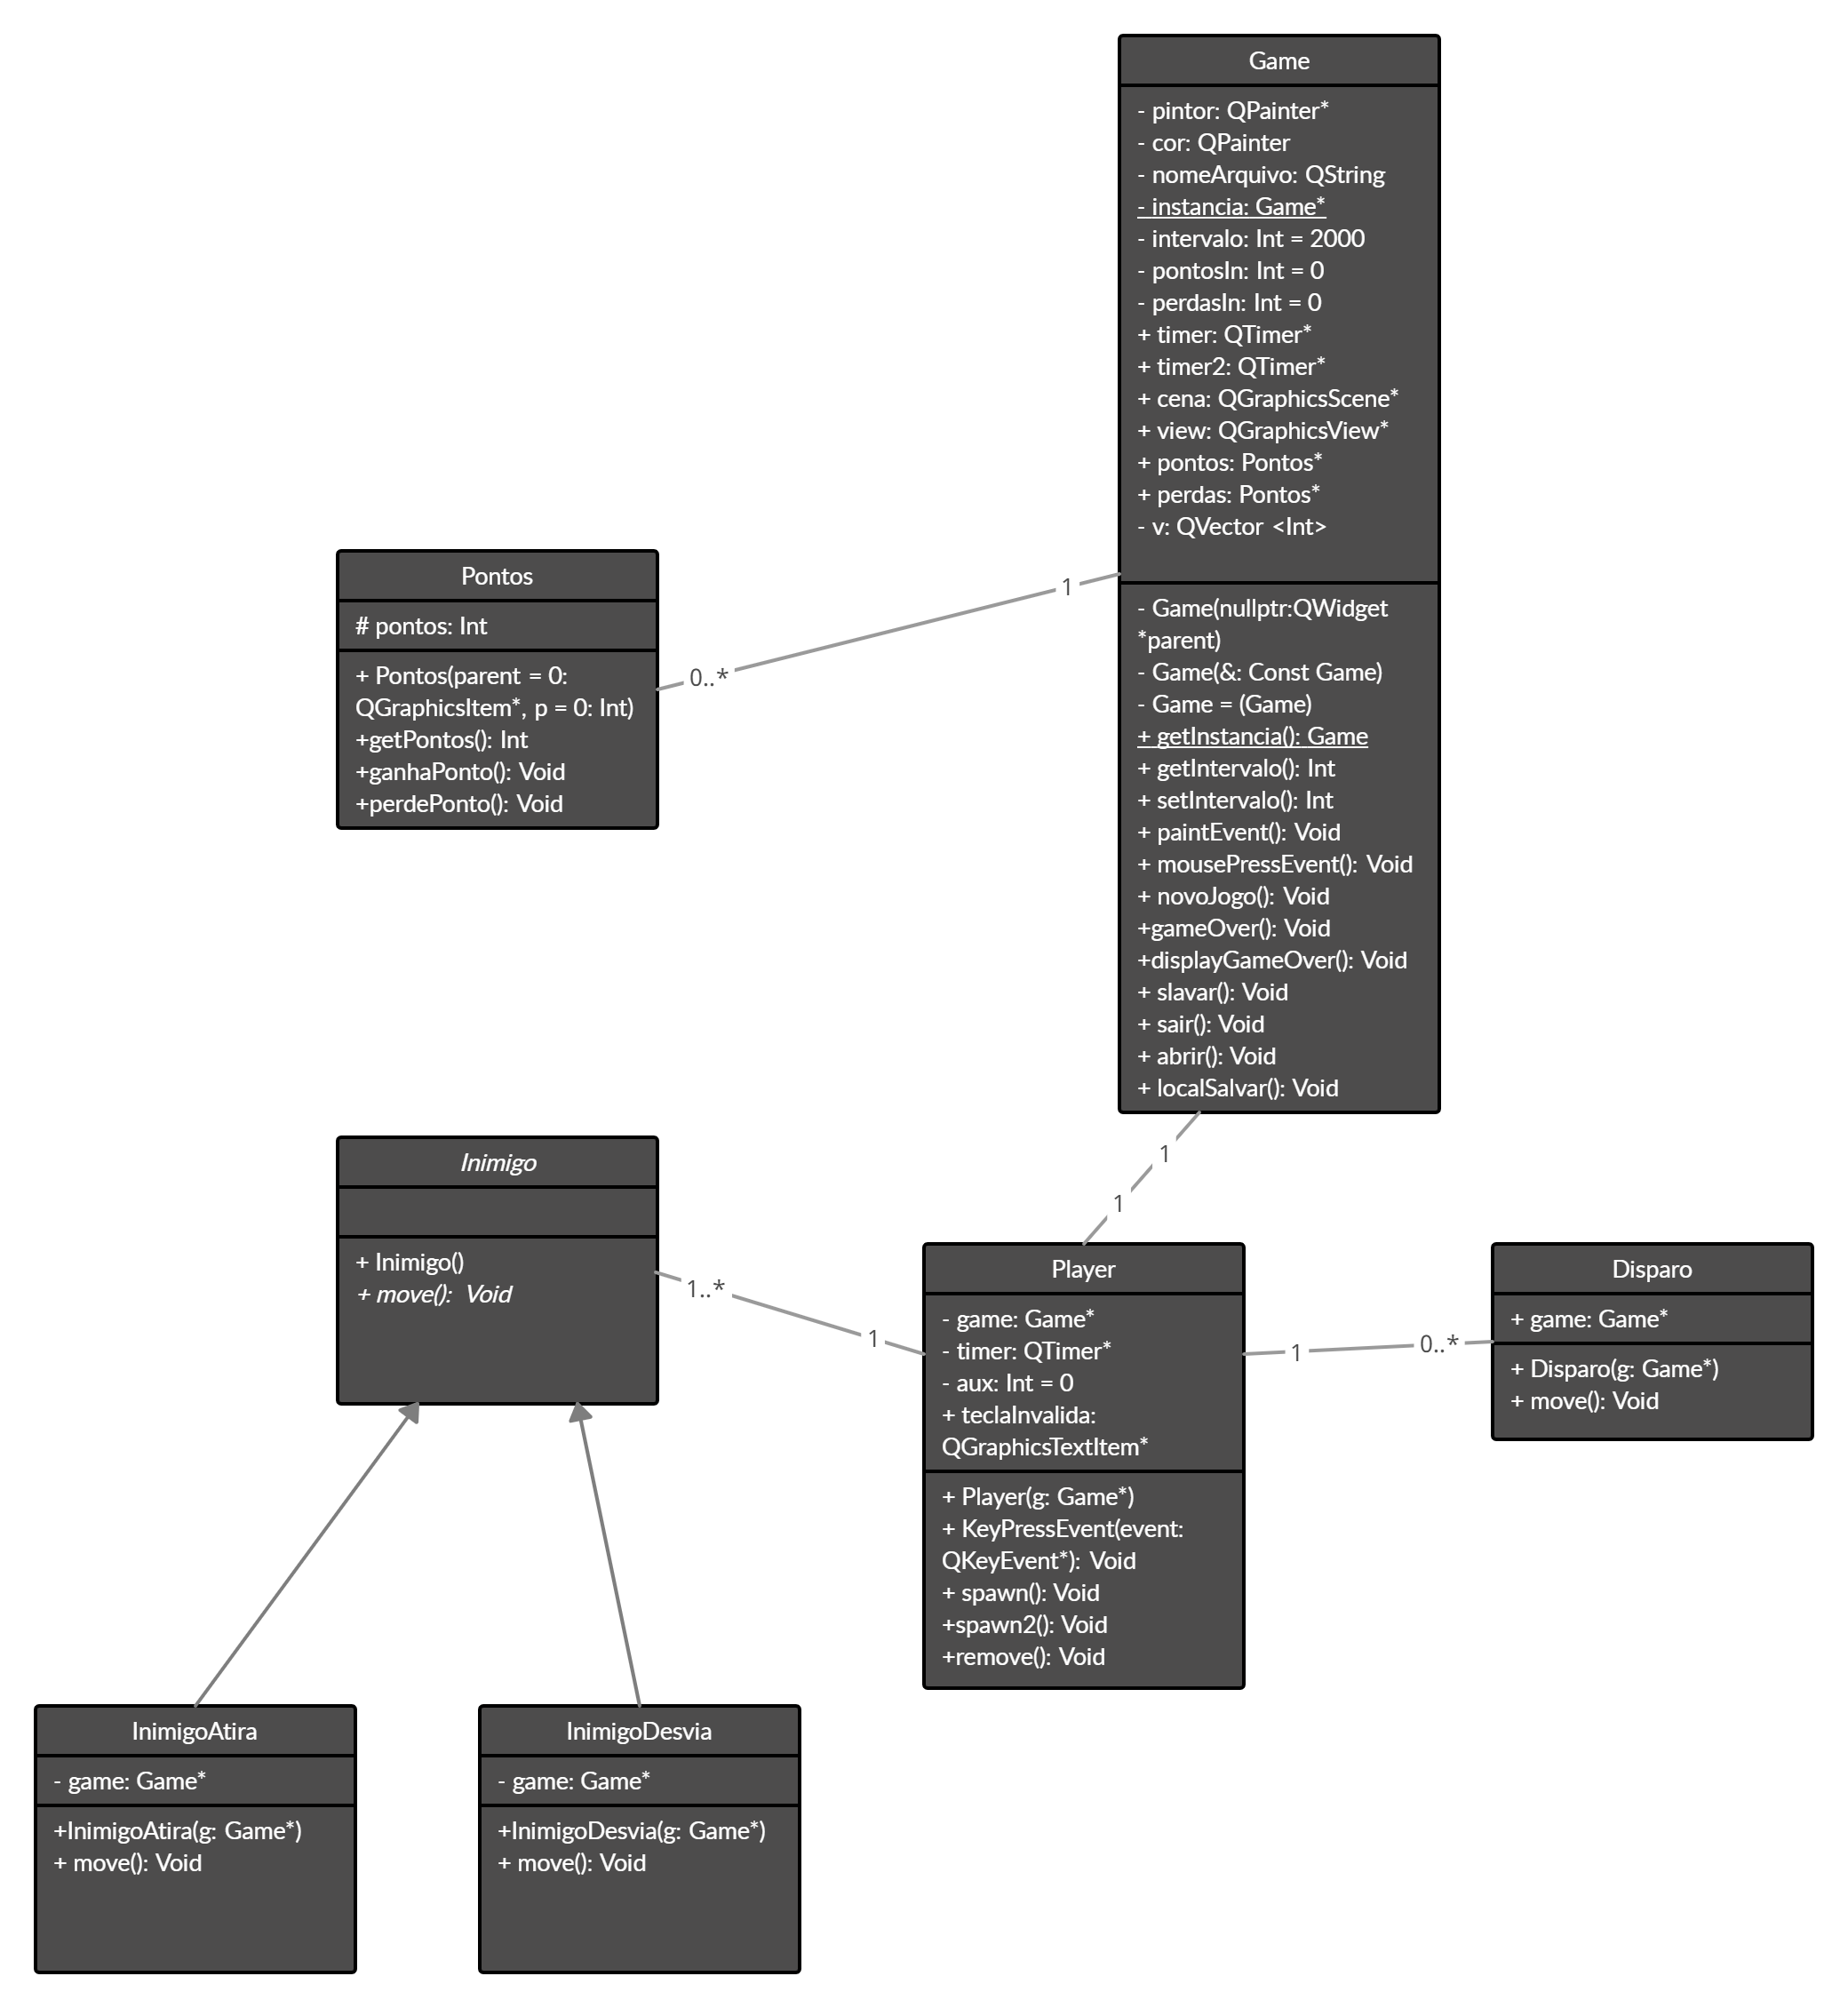 Game
- pintor: QPainter*
- cor: QPainter
- nomeArquivo: QString
- instancia: Game*
- intervalo: Int = 2000
- pontosIn: Int = 0
- perdasIn: Int = 0
+ timer: QTimer*
+ timer2: QTimer*
+ cena: QGraphicsScene*
+ view: QGraphicsView*
+ pontos: Pontos*
+ perdas: Pontos*
- v: QVector <Int>
- Game(nullptr:QWidget
*parent)
- Game(&: Const Game)
- Game = (Game)
+ getInstancia(): Game
+ getIntervalo(): Int
+ setIntervalo(): Int
+ paintEvent(): Void
+ mousePressEvent(): Void
+ novoJogo(): Void
+gameOver(): Void
+displayGameOver(): Void
+ slavar(): Void
+ sair(): Void
+ abrir(): Void
+ localSalvar(): Void
Pontos
# pontos: Int
+ Pontos(parent = 0:
QGraphicsItem*, p = 0: Int)
+getPontos(): Int
+ganhaPonto(): Void
+perdePonto(): Void
1
0..*
1
1
Inimigo
+ Inimigo()
+ move(): Void
1..*
1
Player
- game: Game*
- timer: QTimer*
- aux: Int = 0
+ teclaInvalida:
QGraphicsTextItem*
+ Player(g: Game*)
+ KeyPressEvent(event:
QKeyEvent*): Void
+ spawn(): Void
+spawn2(): Void
+remove(): Void
1
0..*
Disparo
+ game: Game*
+ Disparo(g: Game*)
+ move(): Void
InimigoAtira
- game: Game*
+InimigoAtira(g: Game*)
+ move(): Void
InimigoDesvia
- game: Game*
+InimigoDesvia(g: Game*)
+ move(): Void